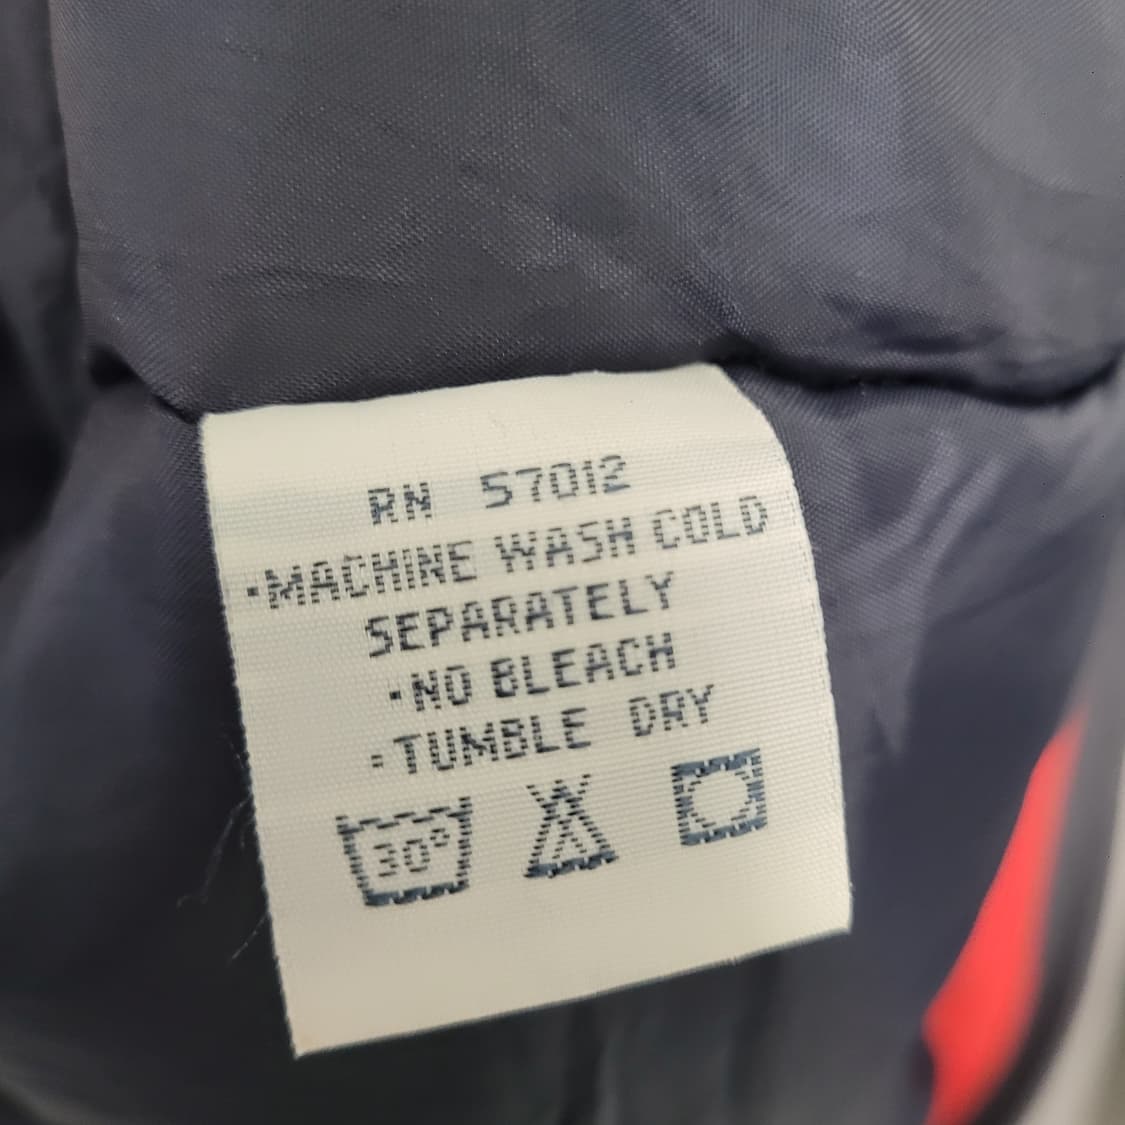 RN 57012
·MACHINE WASH COLD
SEPARATELY
·NO BLEACH
·TUMBLE DRY
30°